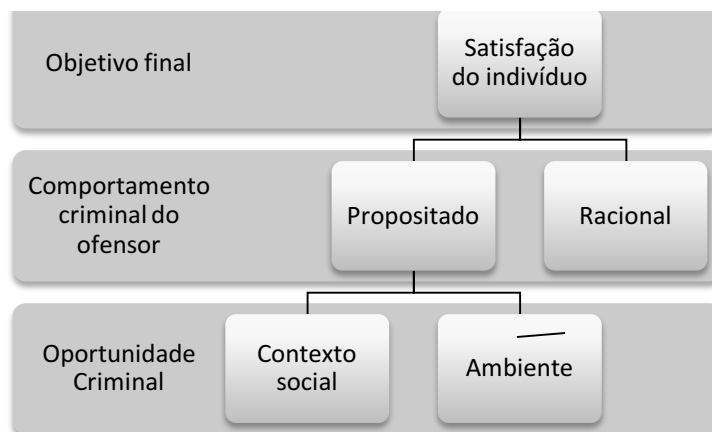 Objetivo final
Satisfação
do indivíduo
Comportamento
criminal do
ofensor
Propositado
Racional
Oportunidade
Criminal
Contexto
social
Ambiente